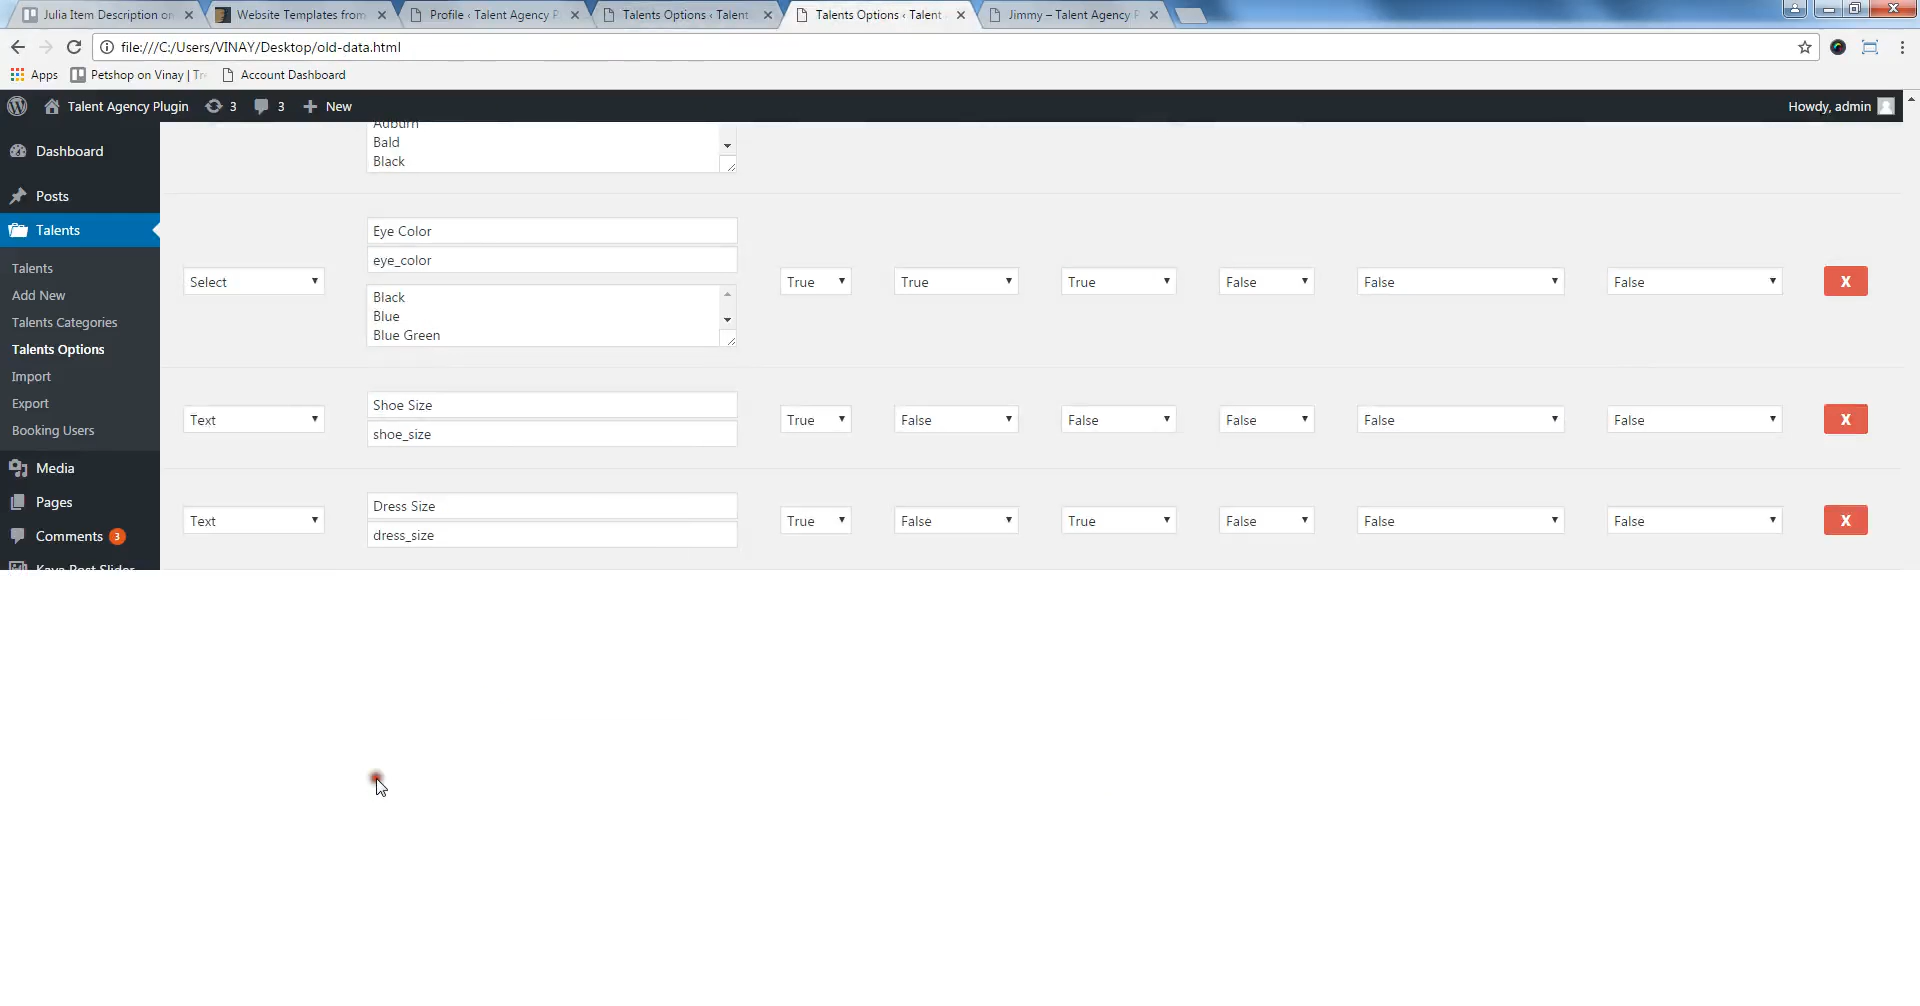 Julia Item Description on
Website Templates from
Profile ‹ Talent Agency P
Talents Options ‹ Talent
Talents Options ‹ Talent
Jimmy – Talent Agency P
file:///C:/Users/VINAY/Desktop/old-data.html
Apps
Petshop on Vinay | Tr
Account Dashboard
Talent Agency Plugin
3
3
New
Howdy, admin
Dashboard
Posts
Talents
Talents
Add New
Talents Categories
Talents Options
Import
Export
Booking Users
Media
Pages
Comments 3
Kaya Post Slider
Auburn
Bald
Black
Select
Eye Color
eye_color
Black
Blue
Blue Green
True
True
True
False
False
False
X
Text
Shoe Size
shoe_size
True
False
False
False
False
False
X
Text
Dress Size
dress_size
True
False
True
False
False
False
X